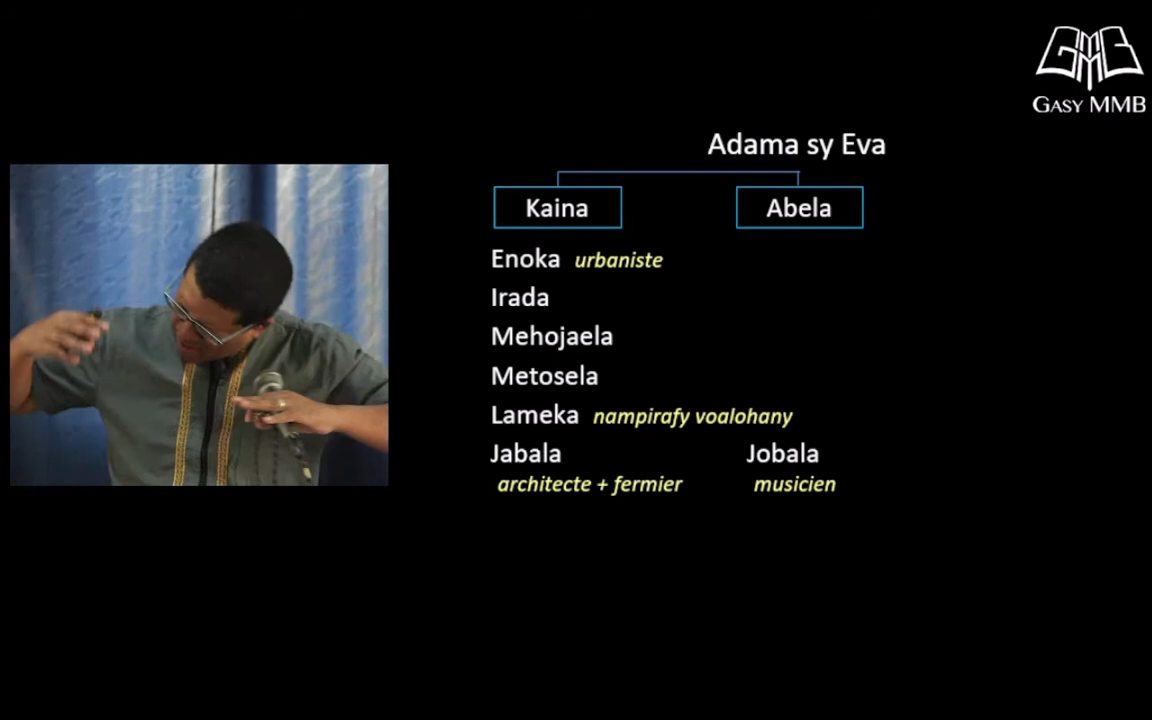 GMMB
GASY MMB
Adama sy Eva
Kaina Abela
Enoka urbaniste
Irada
Mehojaela
Metosela
Lameka nampirafy voalohany
Jabala Jobala
architecte + fermier musicien